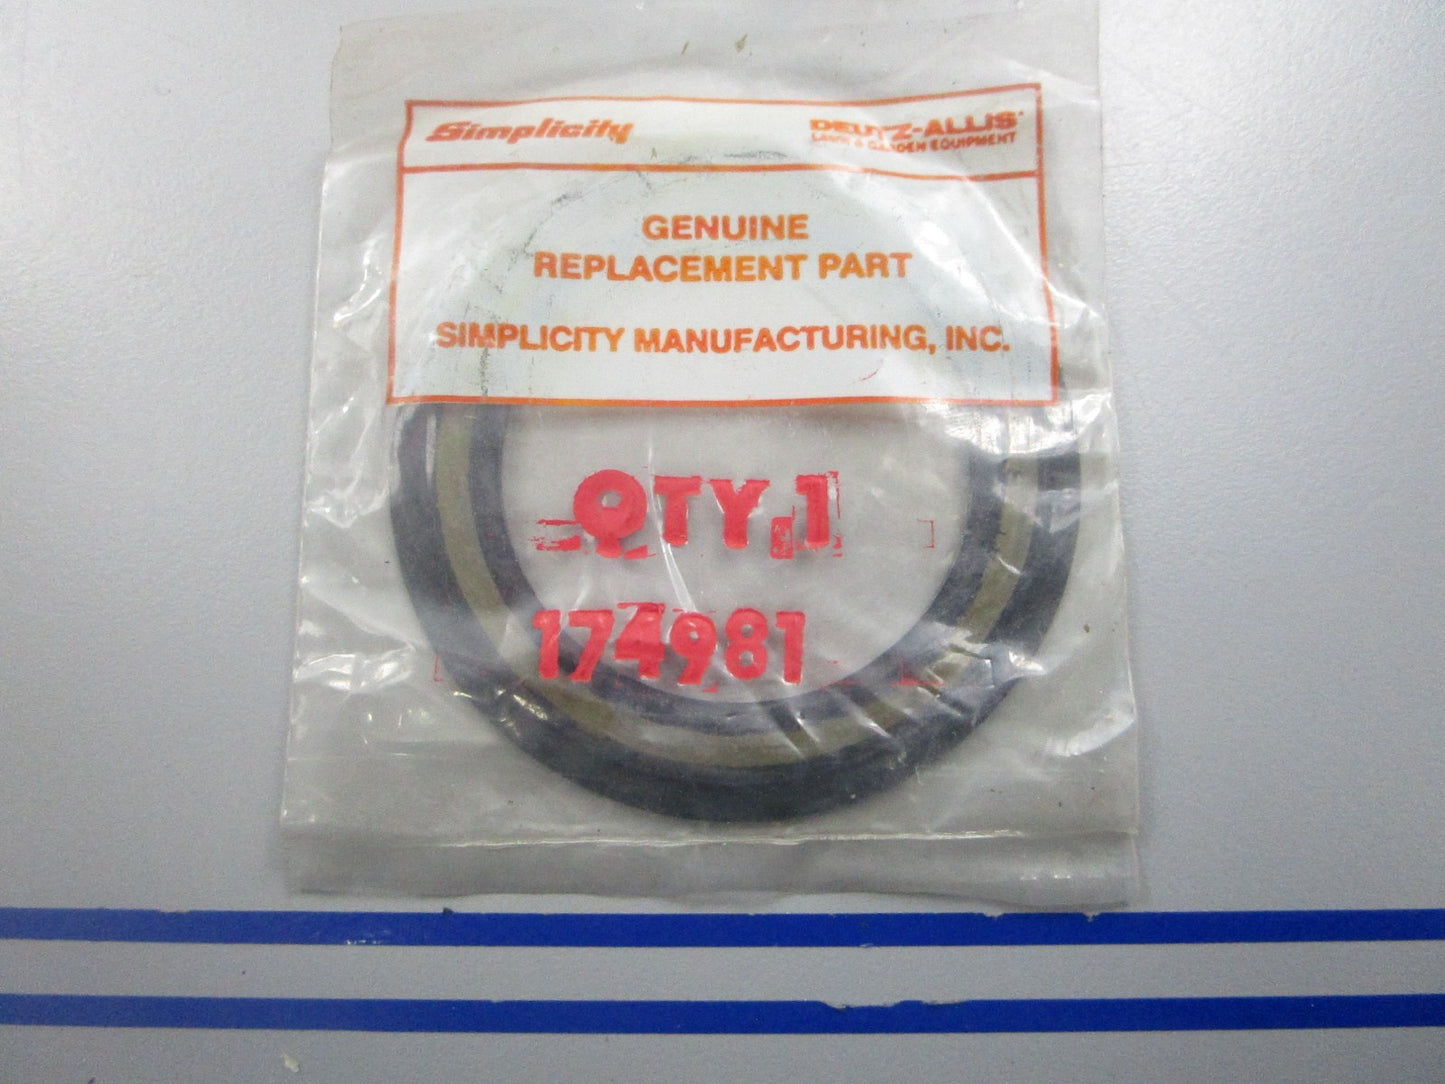 Simplicity
DEUTZ-ALLIS
LAWN & GARDEN EQUIPMENT
GENUINE
REPLACEMENT PART
SIMPLICITY MANUFACTURING, INC.
QTY.1
174981